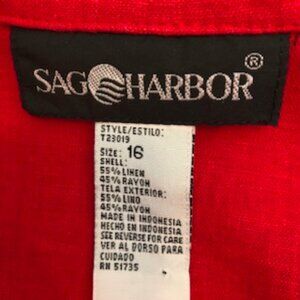 SAG HARBOR®
STYLE/ESTILO:
T23019
SIZE: 16
SHELL:
55% LINEN
45% RAYON
TELA EXTERIOR:
55% LINO
45% RAYON
MADE IN INDONESIA
HECHO EN INDONESIA
SEE REVERSE FOR CARE
VER AL DORSO PARA
CUIDADO
RN 51735